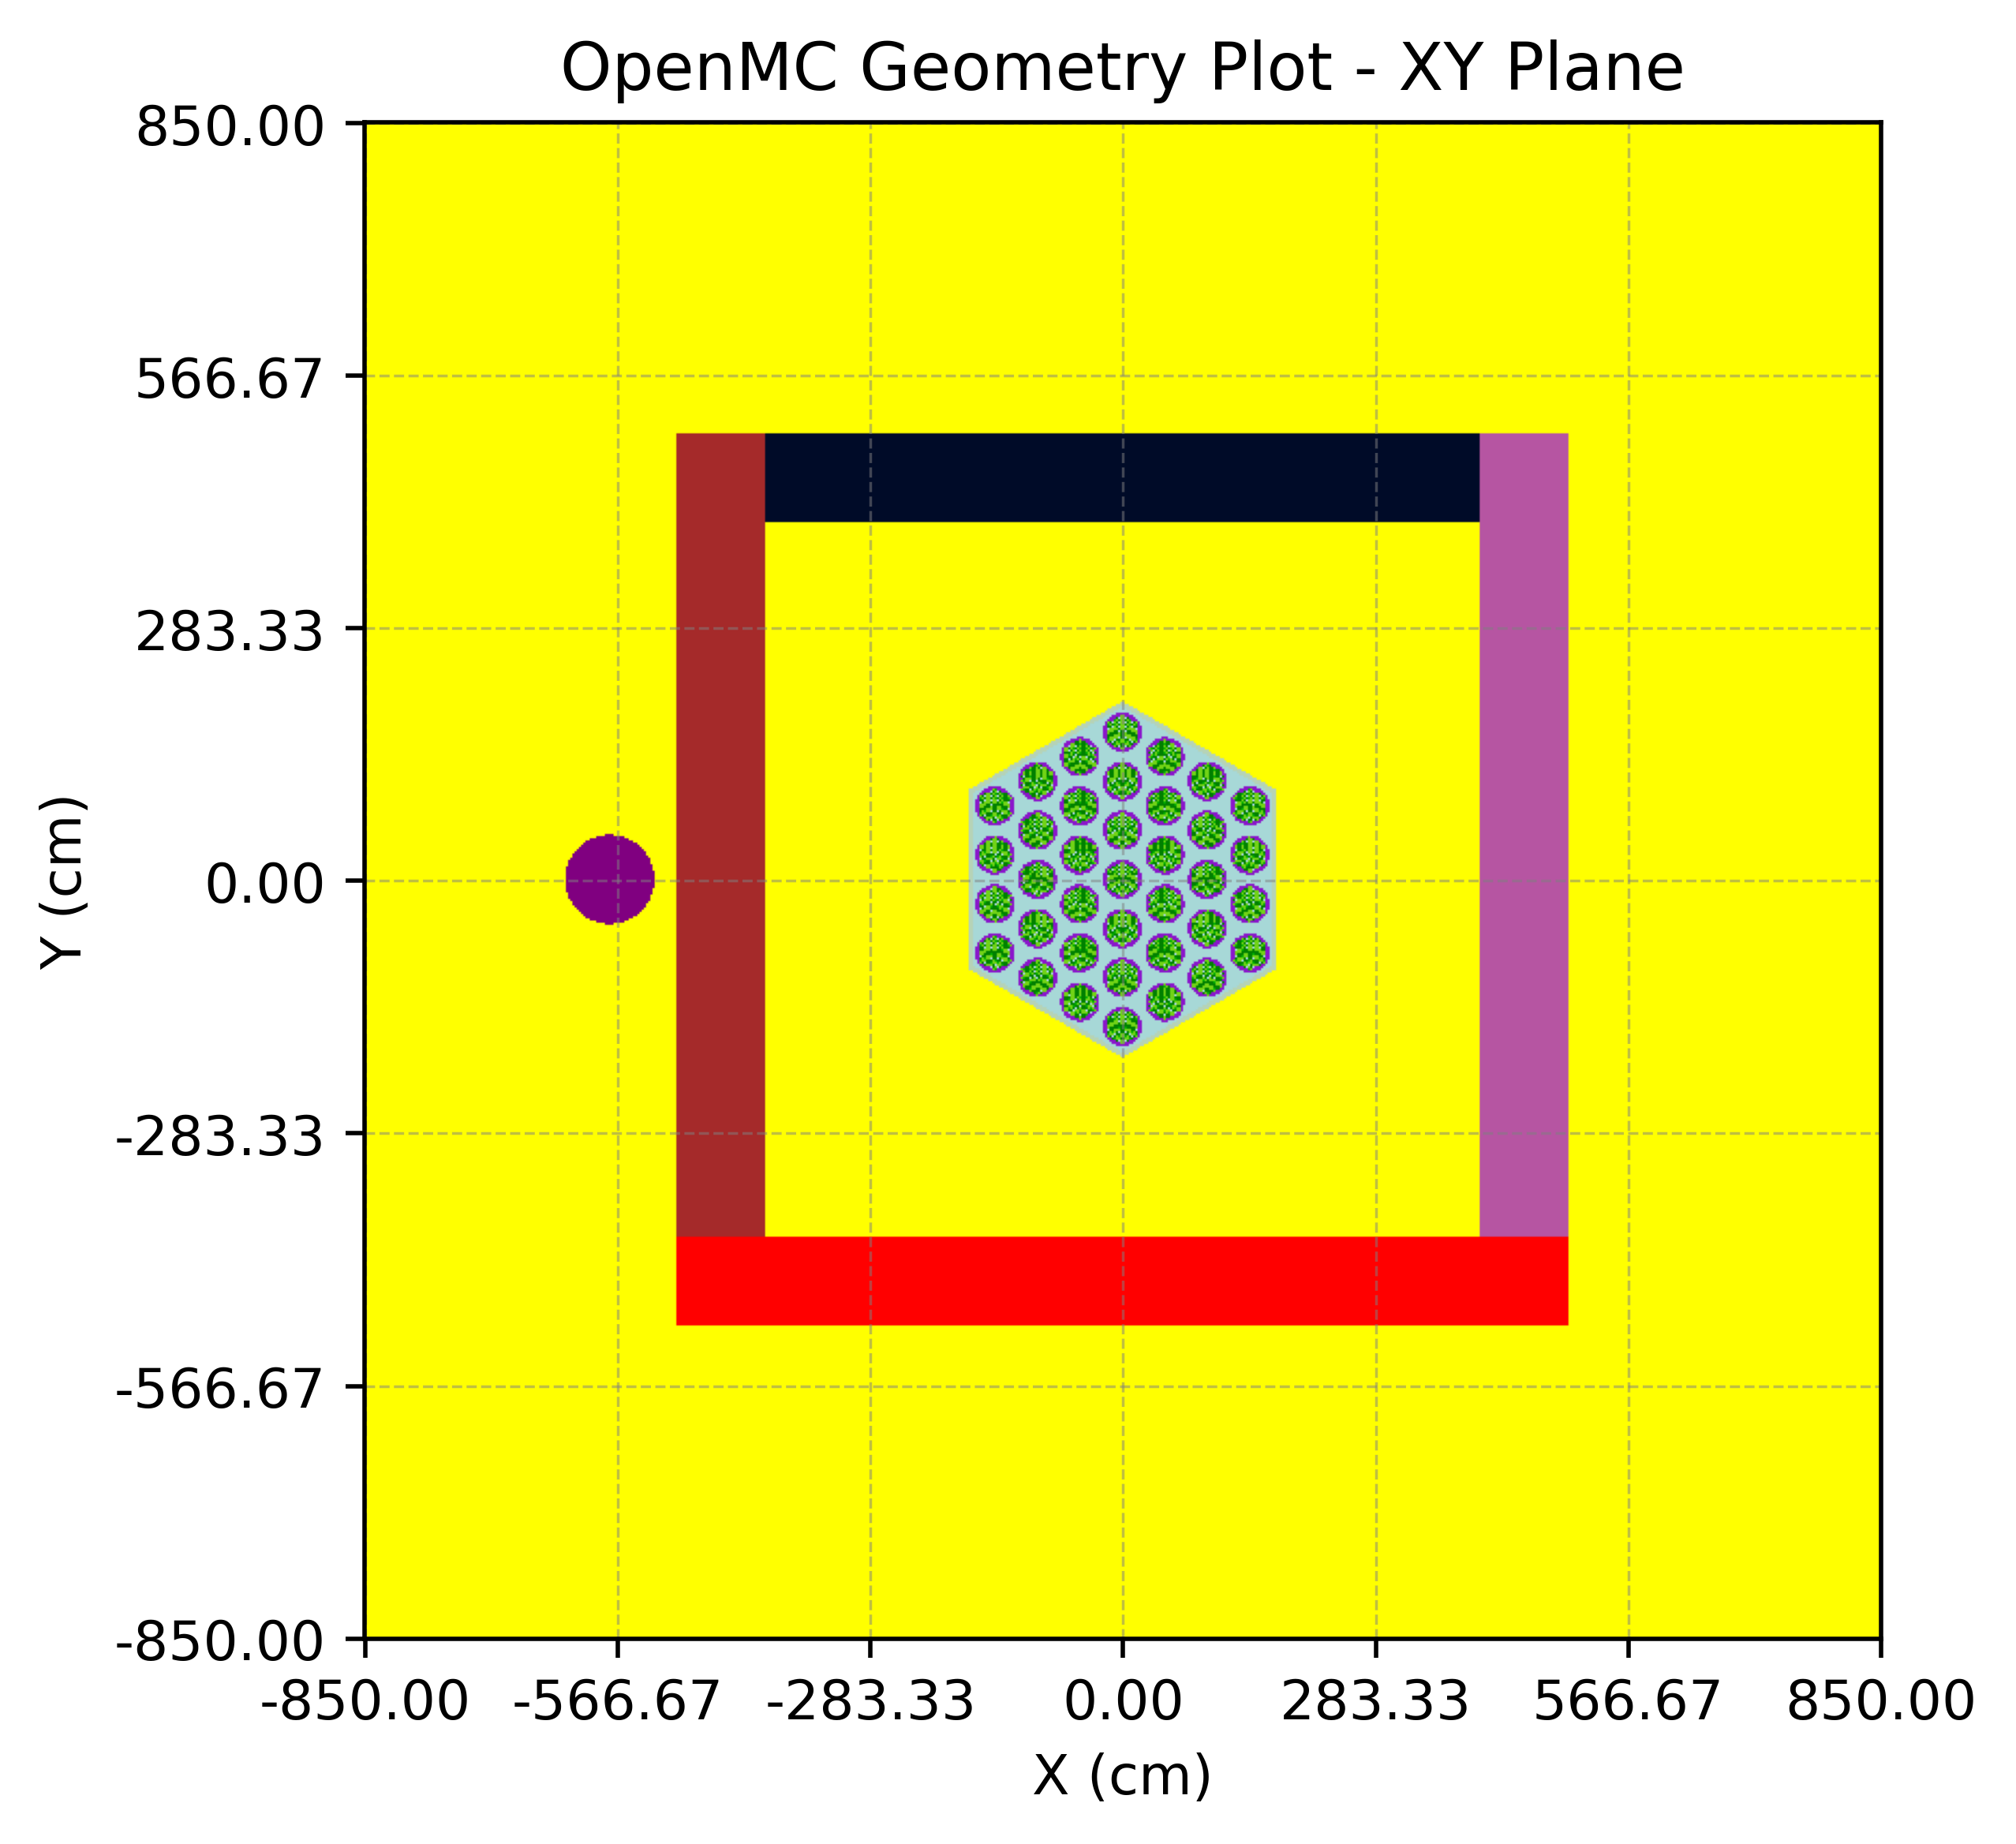 OpenMC Geometry Plot - XY Plane
850.00
566.67
283.33
0.00
-283.33
-566.67
-850.00
Y (cm)
-850.00 -566.67 -283.33 0.00 283.33 566.67 850.00
X (cm)